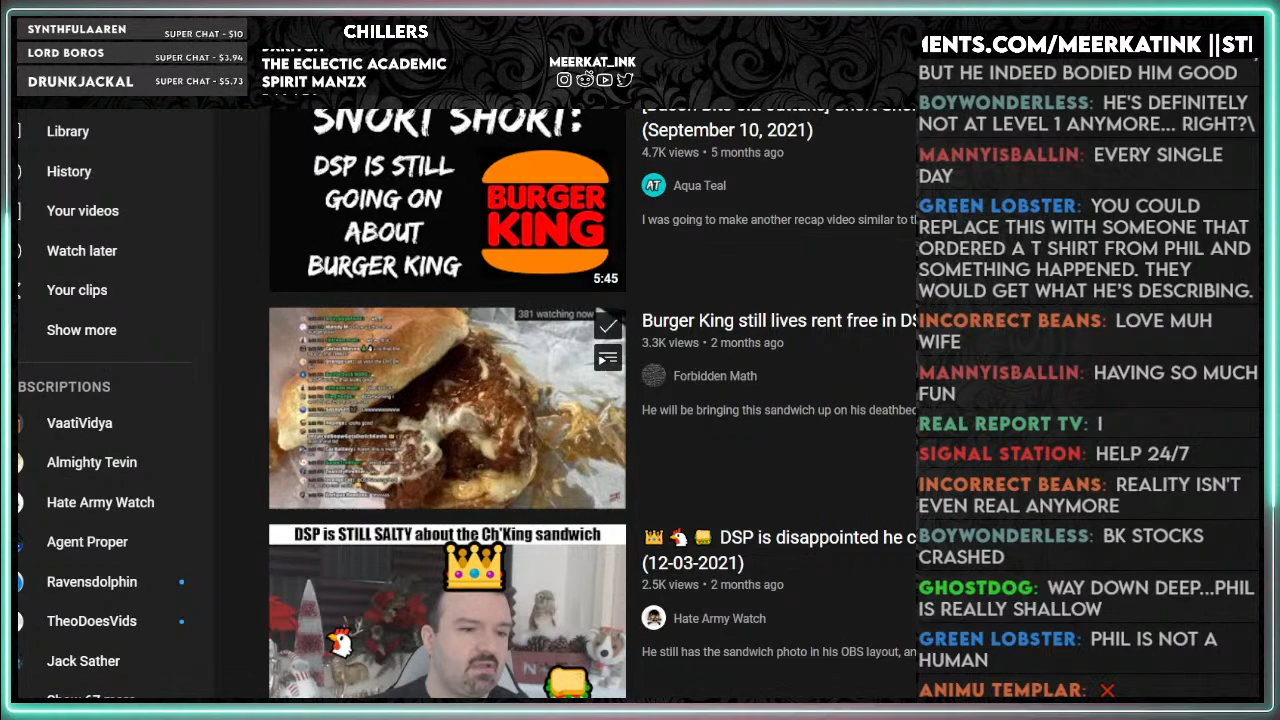 SYNTHFULAAREN SUPER CHAT - $10
LORD BOROS SUPER CHAT - $3.94
DRUNKJACKAL SUPER CHAT - $5.73
CHILLERS
THE ECLECTIC ACADEMIC
SPIRIT MANZX
MEERKAT_INK
ENTS.COM/MEERKATINK ||ST
Library
History
Your videos
Watch later
Your clips
Show more
BSCRIPTIONS
VaatiVidya
Almighty Tevin
Hate Army Watch
Agent Proper
Ravensdolphin
TheoDoesVids
Jack Sather
SNORT SHORT:
DSP IS STILL
GOING ON
ABOUT
BURGER KING
BURGER
KING
5:45
(September 10, 2021)
4.7K views • 5 months ago
AT Aqua Teal
I was going to make another recap video similar to t
381 watching now
Burger King still lives rent free in DS
3.3K views • 2 months ago
Forbidden Math
He will be bringing this sandwich up on his deathbe
DSP is STILL SALTY about the Ch'King sandwich
👑 🐔 🥪 DSP is disappointed he c
(12-03-2021)
2.5K views • 2 months ago
Hate Army Watch
He still has the sandwich photo in his OBS layout, an
BUT HE INDEED BODIED HIM GOOD
BOYWONDERLESS: HE'S DEFINITELY
NOT AT LEVEL 1 ANYMORE... RIGHT?\
MANNYISBALLIN: EVERY SINGLE
DAY
GREEN LOBSTER: YOU COULD
REPLACE THIS WITH SOMEONE THAT
ORDERED A T SHIRT FROM PHIL AND
SOMETHING HAPPENED. THEY
WOULD GET WHAT HE'S DESCRIBING.
INCORRECT BEANS: LOVE MUH
WIFE
MANNYISBALLIN: HAVING SO MUCH
FUN
REAL REPORT TV: I
SIGNAL STATION: HELP 24/7
INCORRECT BEANS: REALITY ISN'T
EVEN REAL ANYMORE
BOYWONDERLESS: BK STOCKS
CRASHED
GHOSTDOG: WAY DOWN DEEP...PHIL
IS REALLY SHALLOW
GREEN LOBSTER: PHIL IS NOT A
HUMAN
ANIMU TEMPLAR: ❌